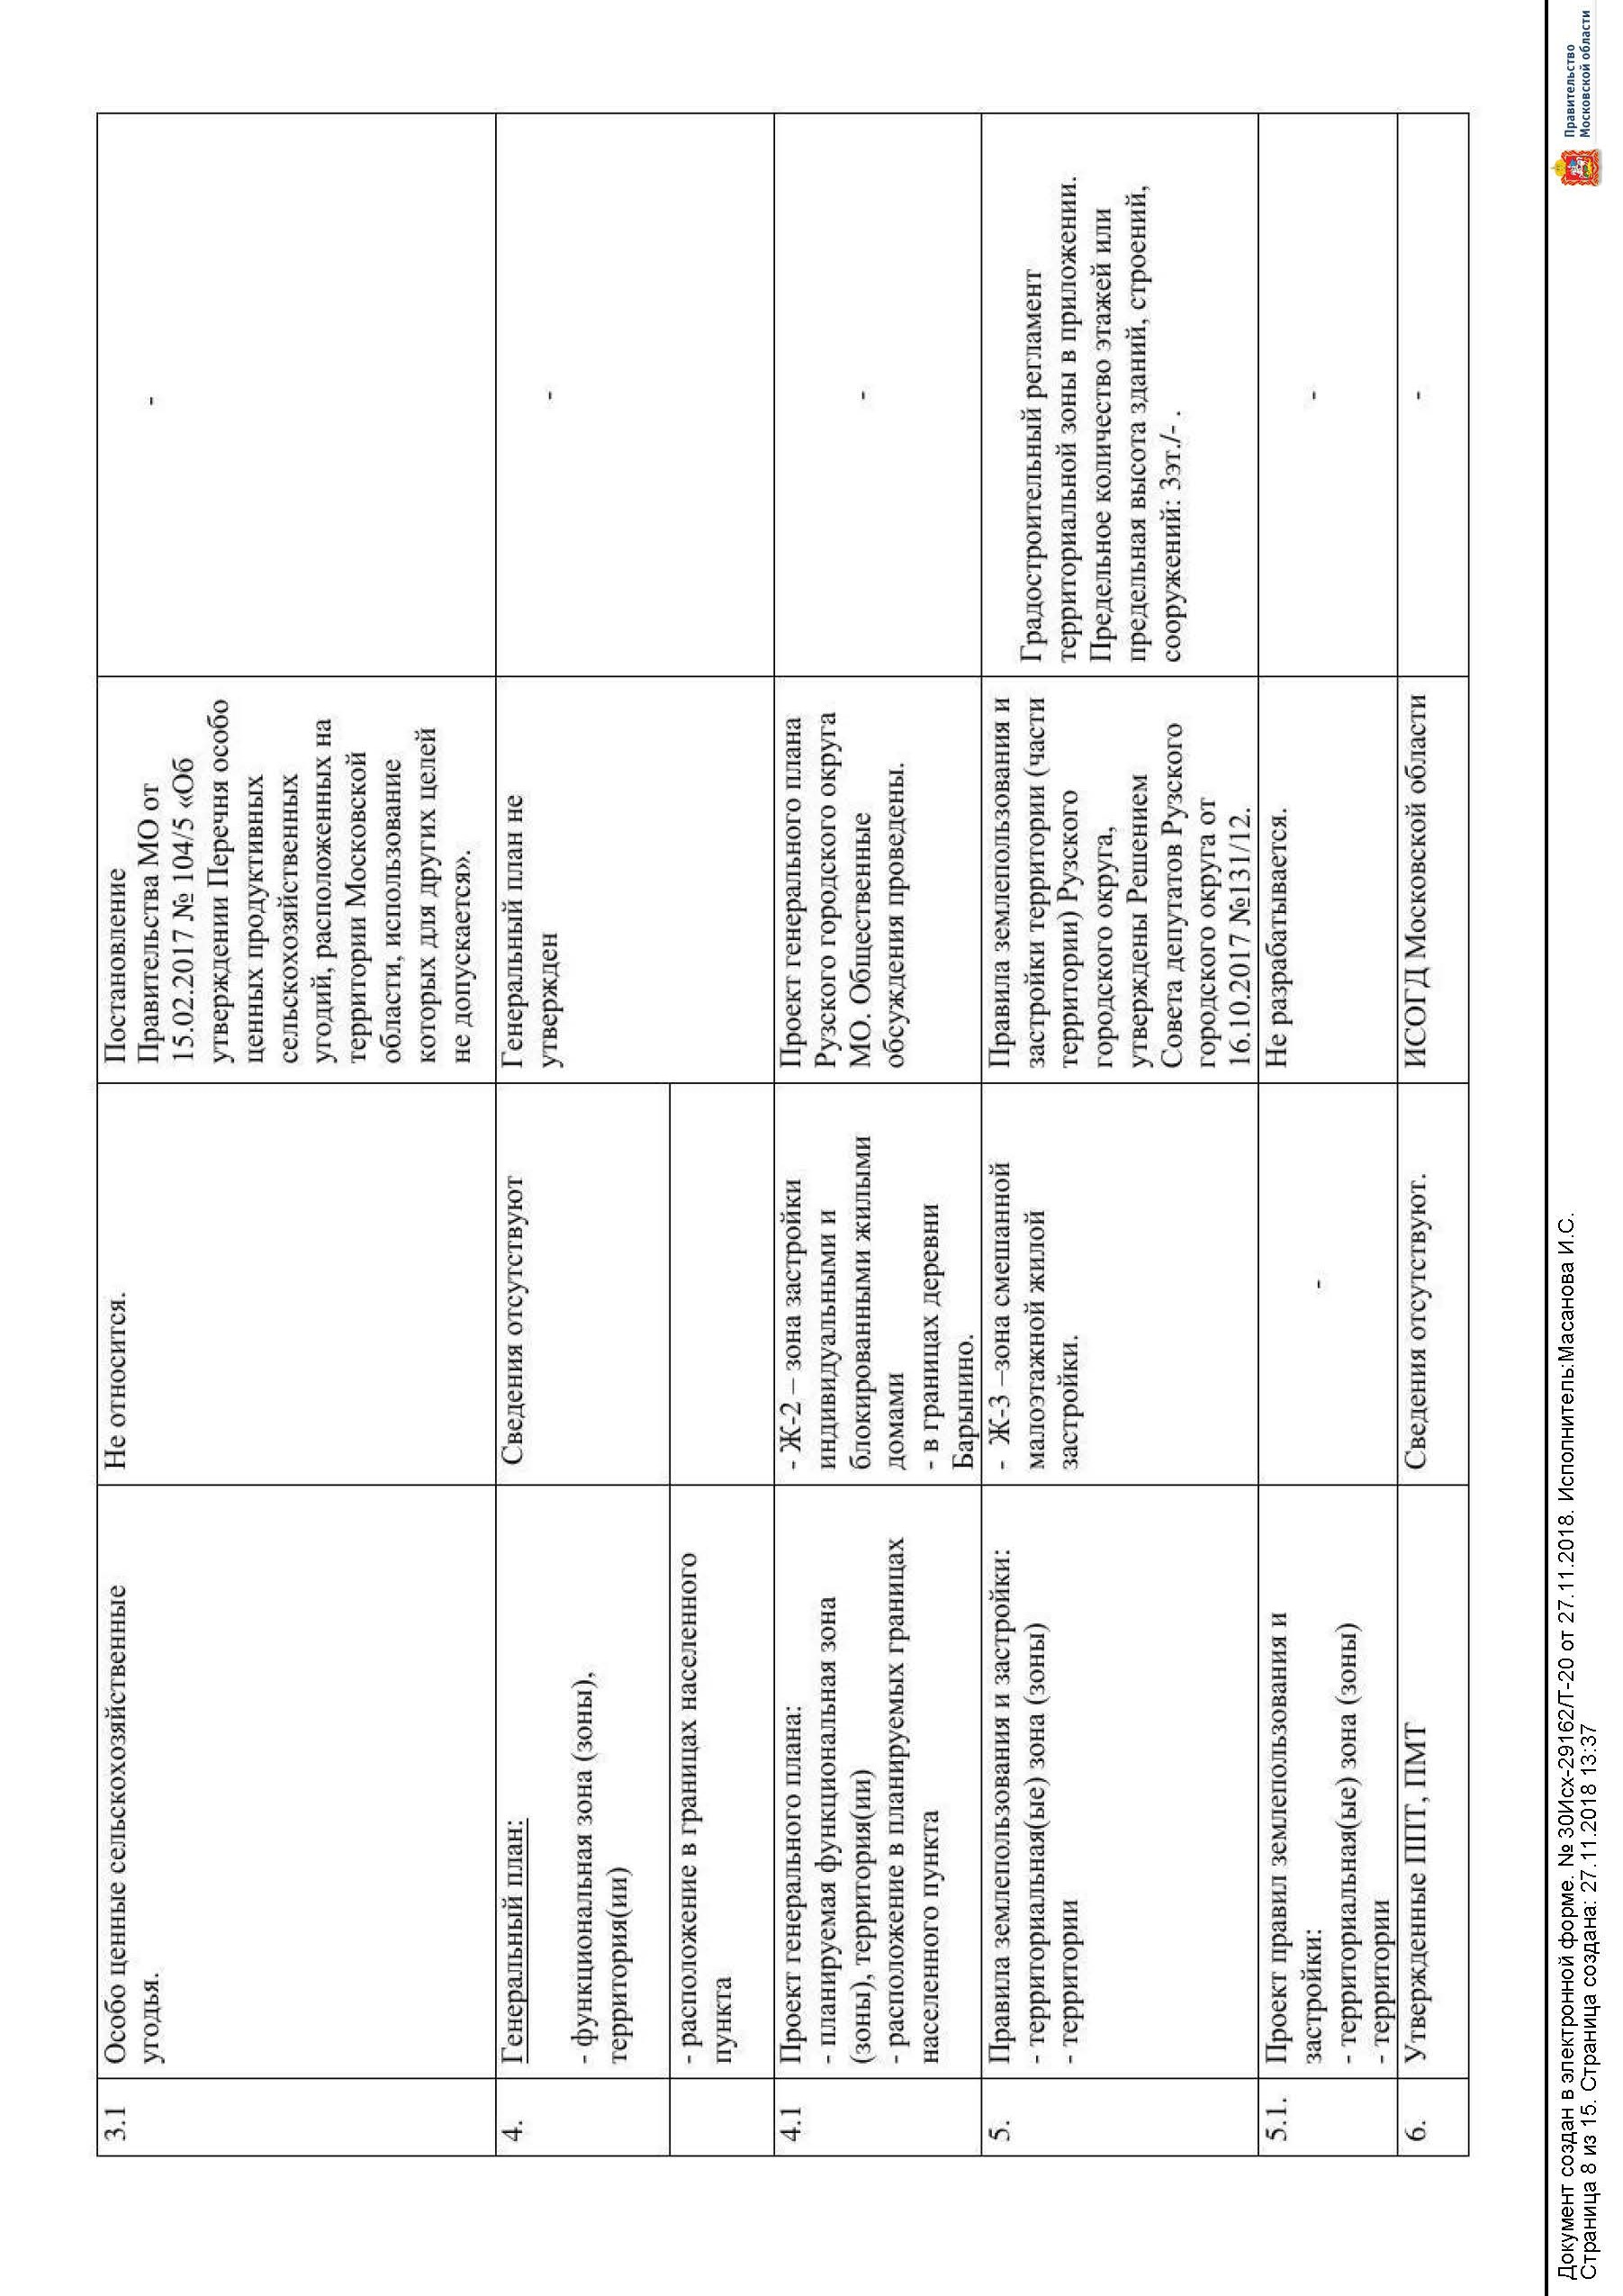 3.1
Особо ценные сельскохозяйственные
угодья.
Не относится.
Постановление
Правительства МО от
15.02.2017 № 104/5 «Об
утверждении Перечня особо
ценных продуктивных
сельскохозяйственных
угодий, расположенных на
территории Московской
области, использование
которых для других целей
не допускается».
-
4.
Генеральный план:
- функциональная зона (зоны),
территория(ии)
Сведения отсутствуют
Генеральный план не
утвержден
-
- расположение в границах населенного
пункта
4.1
Проект генерального плана:
- планируемая функциональная зона
(зоны), территория(ии)
- расположение в планируемых границах
населенного пункта
- Ж-2 – зона застройки
индивидуальными и
блокированными жилыми
домами
- в границах деревни
Барынино.
Проект генерального плана
Рузского городского округа
МО. Общественные
обсуждения проведены.
-
5.
Правила землепользования и застройки:
- территориальная(ые) зона (зоны)
- территории
- Ж-3 –зона смешанной
малоэтажной жилой
застройки.
Правила землепользования и
застройки территории (части
территории) Рузского
городского округа,
утверждены Решением
Совета депутатов Рузского
городского округа от
16.10.2017 №131/12.
Градостроительный регламент
территориальной зоны в приложении.
Предельное количество этажей или
предельная высота зданий, строений,
сооружений: 3эт./- .
5.1.
Проект правил землепользования и
застройки:
- территориальная(ые) зона (зоны)
- территории
-
Не разрабатывается.
-
6.
Утвержденные ППТ, ПМТ
Сведения отсутствуют.
ИСОГД Московской области
-
Документ создан в электронной форме. № 30Исх-29162/Т-20 от 27.11.2018. Исполнитель:Масанова И.С.
Страница 8 из 15. Страница создана: 27.11.2018 13:37
Правительство
Московской области